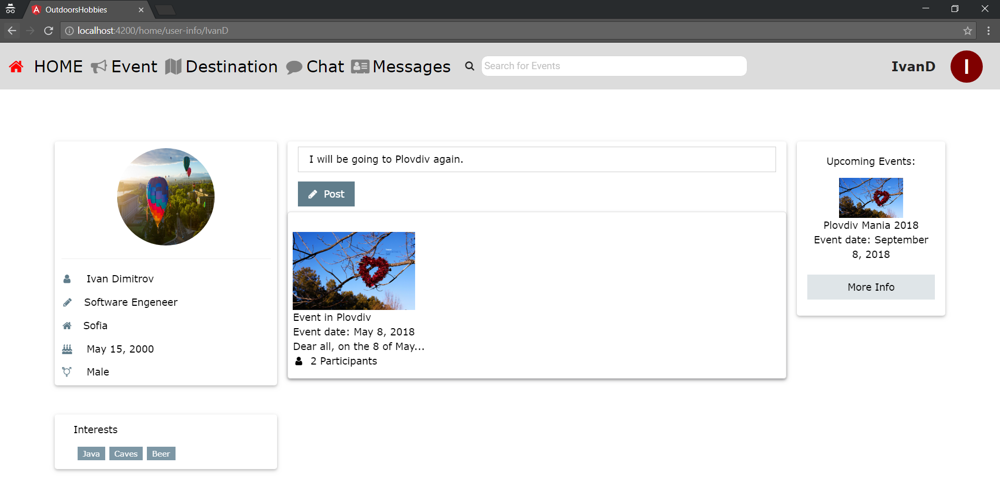 OutdoorsHobbies
localhost:4200/home/user-info/IvanD
HOME Event Destination Chat Messages Search for Events IvanD I
Ivan Dimitrov
Software Engeneer
Sofia
May 15, 2000
Male
Interests
Java Caves Beer
I will be going to Plovdiv again.
Post
Event in Plovdiv
Event date: May 8, 2018
Dear all, on the 8 of May...
2 Participants
Upcoming Events:
Plovdiv Mania 2018
Event date: September
8, 2018
More Info